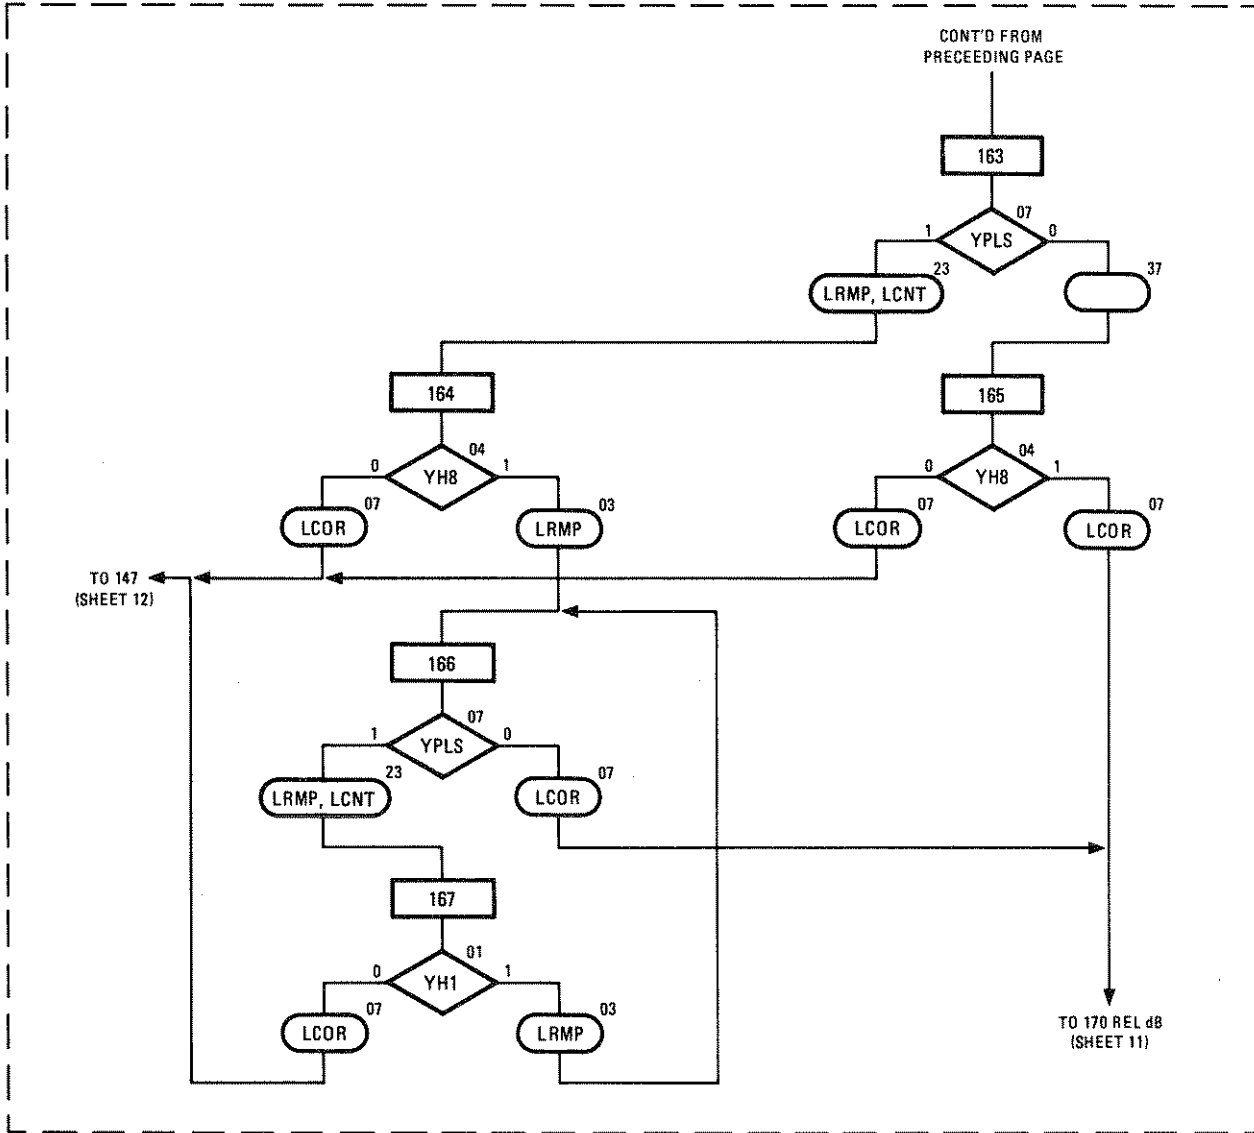 CONT'D FROM
PRECEEDING PAGE
163
07
1 YPLS 0
23
LRMP, LCNT
37
164
165
04
0 YH8 1
04
0 YH8 1
07
LCOR
03
LRMP
07
LCOR
07
LCOR
TO 147
(SHEET 12)
166
07
1 YPLS 0
23
LRMP, LCNT
07
LCOR
167
01
0 YH1 1
07
LCOR
03
LRMP
TO 170 REL dB
(SHEET 11)